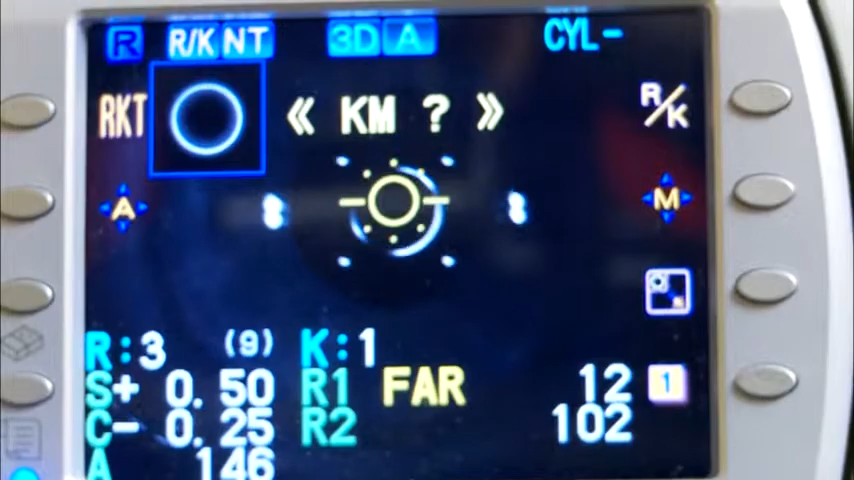 R R/K NT 3D A CYL-
RKT « KM ? » R/K
A M
R:3 (9) K:1
S+ 0.50 R1 FAR 12 1
C- 0.25 R2 102
A 146